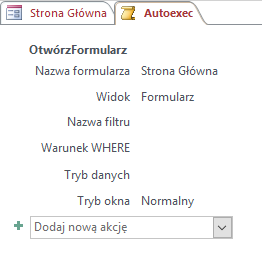 Strona Główna Autoexec
OtwórzFormularz
Nazwa formularza Strona Główna
Widok Formularz
Nazwa filtru
Warunek WHERE
Tryb danych
Tryb okna Normalny
Dodaj nową akcję